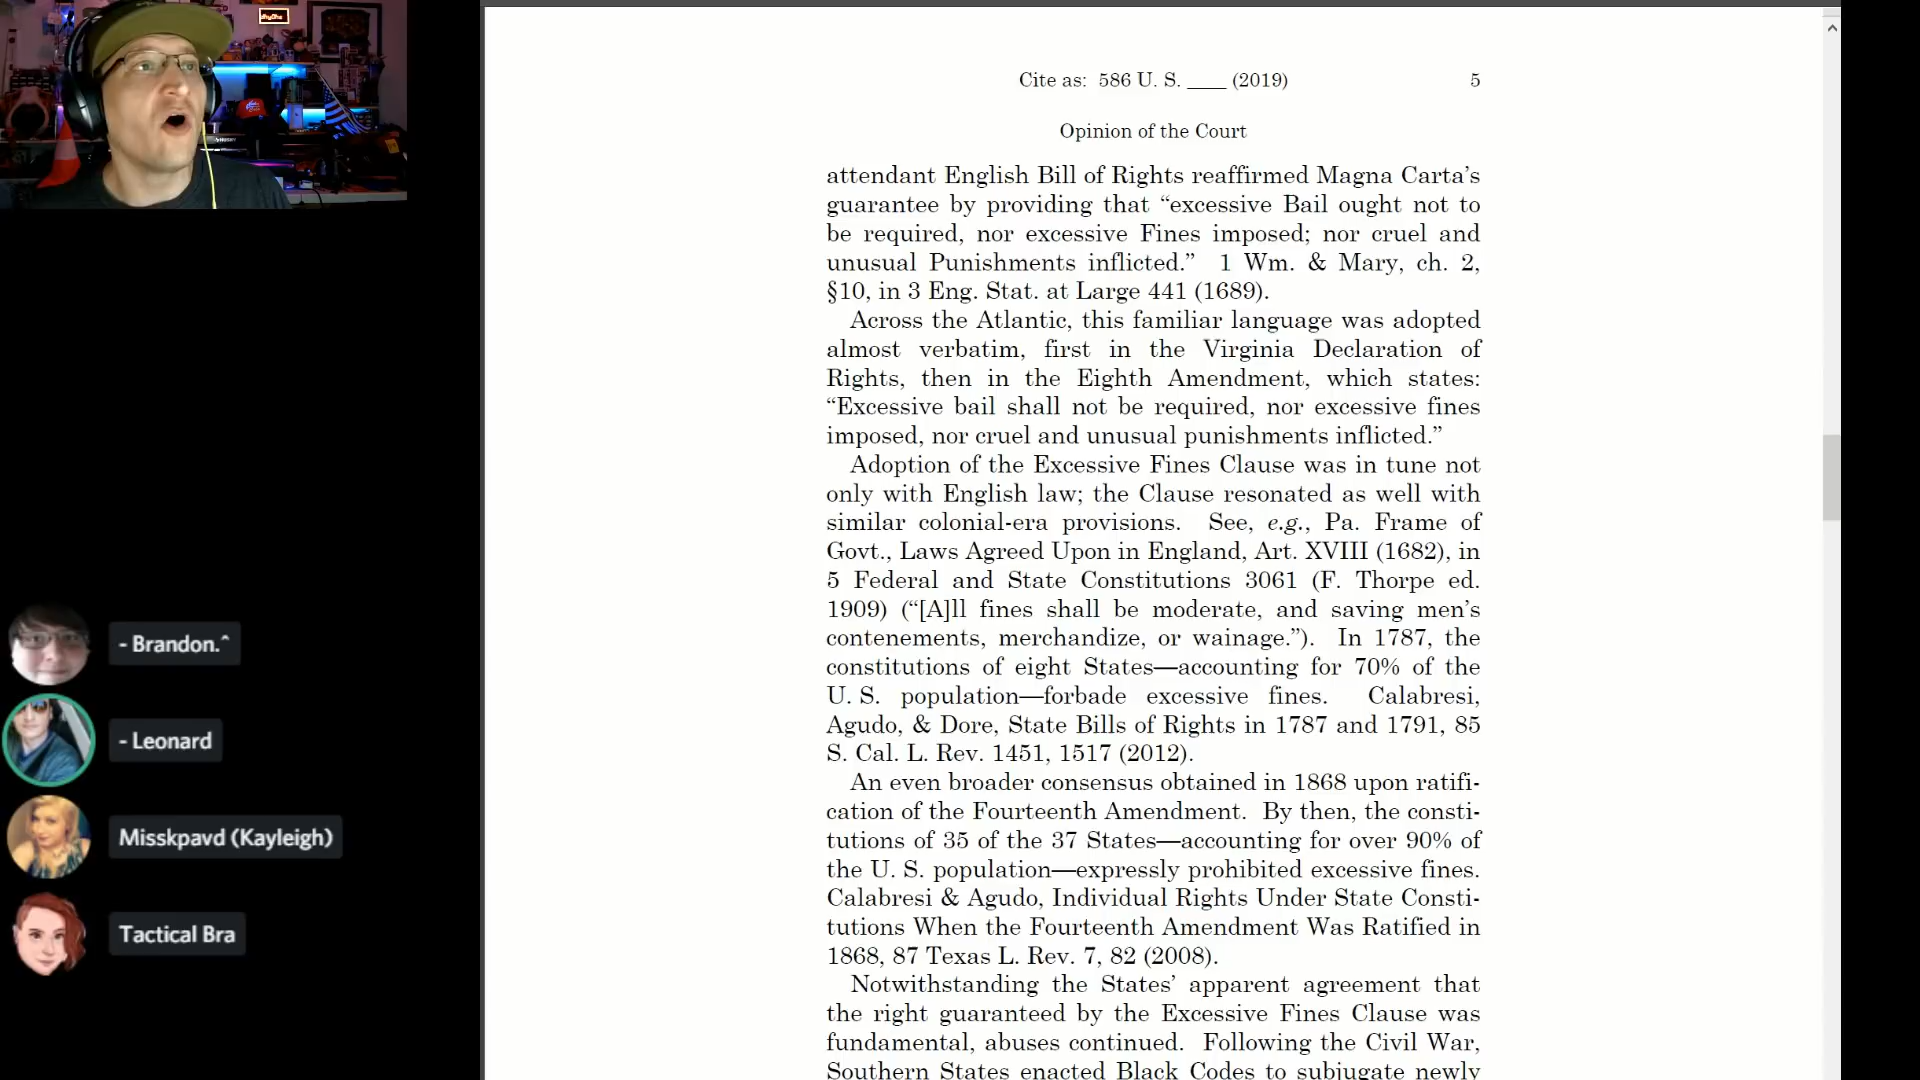 Cite as: 586 U. S. ____ (2019) 5
Opinion of the Court
attendant English Bill of Rights reaffirmed Magna Carta’s
guarantee by providing that “excessive Bail ought not to
be required, nor excessive Fines imposed; nor cruel and
unusual Punishments inflicted.” 1 Wm. & Mary, ch. 2,
§10, in 3 Eng. Stat. at Large 441 (1689).
Across the Atlantic, this familiar language was adopted
almost verbatim, first in the Virginia Declaration of
Rights, then in the Eighth Amendment, which states:
“Excessive bail shall not be required, nor excessive fines
imposed, nor cruel and unusual punishments inflicted.”
Adoption of the Excessive Fines Clause was in tune not
only with English law; the Clause resonated as well with
similar colonial-era provisions. See, e.g., Pa. Frame of
Govt., Laws Agreed Upon in England, Art. XVIII (1682), in
5 Federal and State Constitutions 3061 (F. Thorpe ed.
1909) (“[A]ll fines shall be moderate, and saving men’s
contenements, merchandize, or wainage.”). In 1787, the
constitutions of eight States—accounting for 70% of the
U. S. population—forbade excessive fines. Calabresi,
Agudo, & Dore, State Bills of Rights in 1787 and 1791, 85
S. Cal. L. Rev. 1451, 1517 (2012).
An even broader consensus obtained in 1868 upon ratifi-
cation of the Fourteenth Amendment. By then, the consti-
tutions of 35 of the 37 States—accounting for over 90% of
the U. S. population—expressly prohibited excessive fines.
Calabresi & Agudo, Individual Rights Under State Consti-
tutions When the Fourteenth Amendment Was Ratified in
1868, 87 Texas L. Rev. 7, 82 (2008).
Notwithstanding the States’ apparent agreement that
the right guaranteed by the Excessive Fines Clause was
fundamental, abuses continued. Following the Civil War,
Southern States enacted Black Codes to subjugate newly
- Brandon.^
- Leonard
Misskpavd (Kayleigh)
Tactical Bra